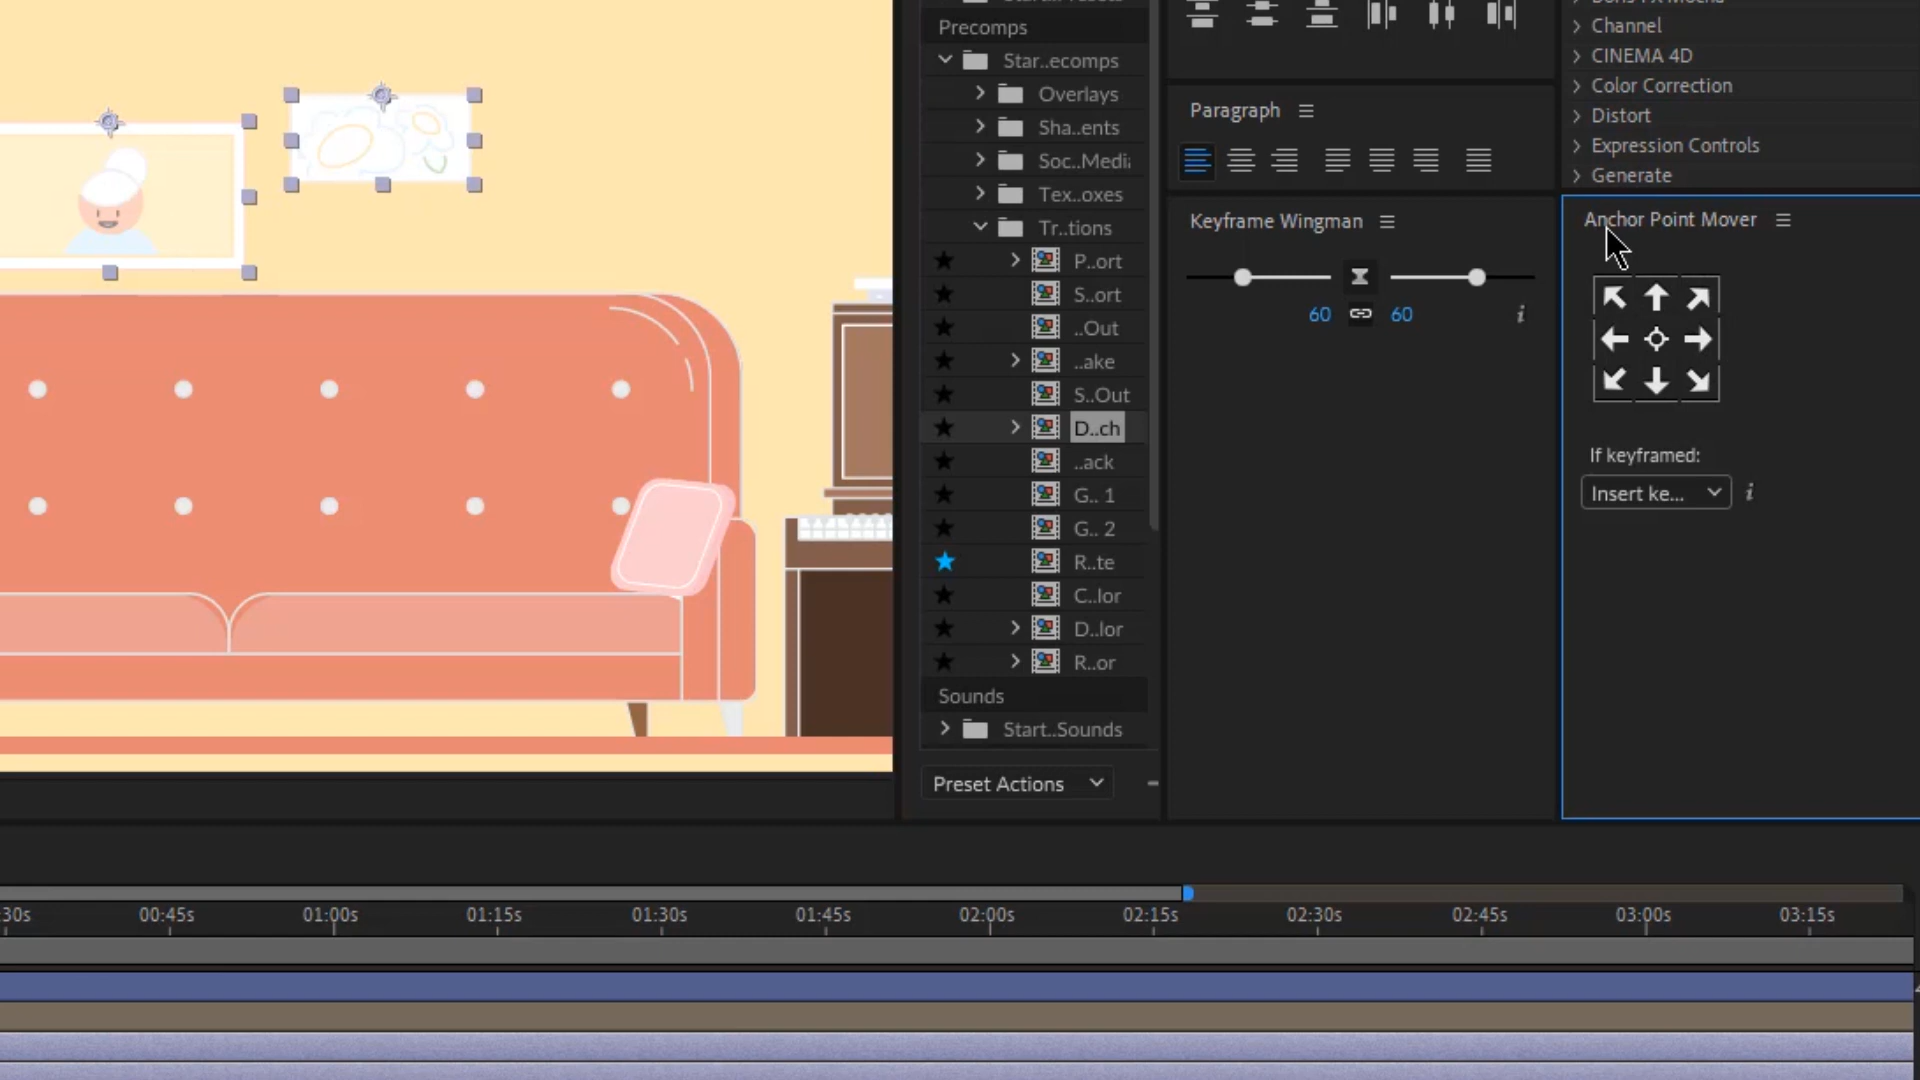 Precomps
Star..ecomps
Overlays
Sha..ents
Soc..Medi
Tex..oxes
Tr..tions
P..ort
S..ort
..Out
..ake
S..Out
D..ch
..ack
G.. 1
G.. 2
R..te
C..lor
D..lor
R..or
Sounds
Start..Sounds
Preset Actions
Paragraph
Keyframe Wingman
60
60
i
Channel
CINEMA 4D
Color Correction
Distort
Expression Controls
Generate
Anchor Point Mover
If keyframed:
Insert ke...
i
:30s 00:45s 01:00s 01:15s 01:30s 01:45s 02:00s 02:15s 02:30s 02:45s 03:00s 03:15s